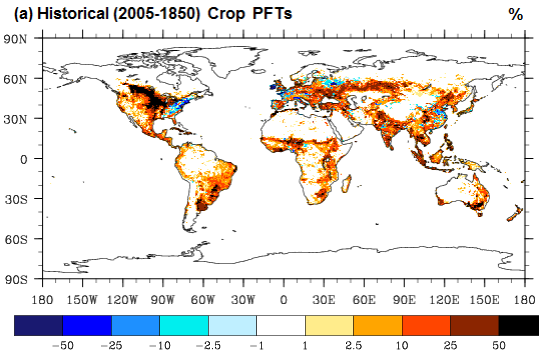 (a) Historical (2005-1850) Crop PFTs %
90N
60N
30N
0
30S
60S
90S
180 150W 120W 90W 60W 30W 0 30E 60E 90E 120E 150E 180
-50 -25 -10 -2.5 -1 1 2.5 10 25 50